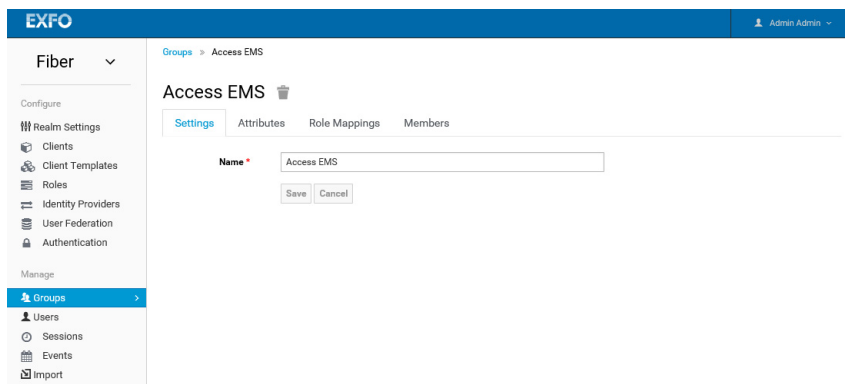 EXFO
Admin Admin
Fiber
Groups » Access EMS
Access EMS
Configure
Settings Attributes Role Mappings Members
Realm Settings
Clients
Name * Access EMS
Client Templates
Roles
Save Cancel
Identity Providers
User Federation
Authentication
Manage
Groups >
Users
Sessions
Events
Import